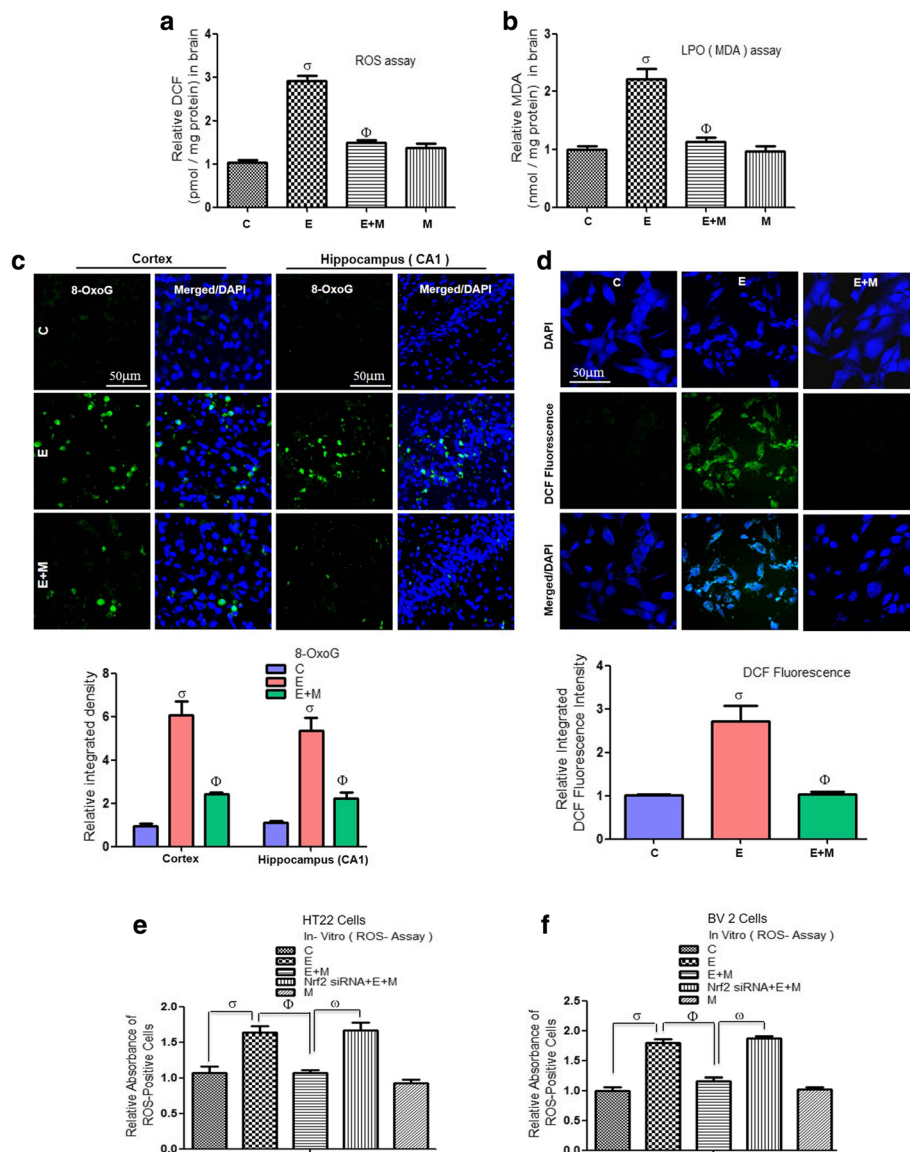 a
ROS assay
Relative DCF
(pmol / mg protein) in brain
4
3
2
1
0
σ
Φ
C E E+M M
b
LPO ( MDA ) assay
Relative MDA
(nmol / mg protein) in brain
3
2
1
0
σ
Φ
C E E+M M
c
Cortex Hippocampus ( CA1 )
8-OxoG Merged/DAPI 8-OxoG Merged/DAPI
C
50μm 50μm
E
E+M
8-OxoG
C
E
E+M
Relative integrated density
8
6
4
2
0
σ
Φ
σ
Φ
Cortex Hippocampus (CA1)
d
C E E+M
DAPI
50μm
DCF Fluorescence
Merged/DAPI
DCF Fluorescence
Relative Integrated
DCF Fluorescence Intensity
4
3
2
1
0
σ
Φ
C E E+M
e
HT22 Cells
In- Vitro ( ROS- Assay )
C
E
E+M
Nrf2 siRNA+E+M
M
Relative Absorbance of
ROS-Positive Cells
2.0
1.5
1.0
0.5
0.0
σ Φ ω
f
BV 2 Cells
In Vitro ( ROS- Assay )
C
E
E+M
Nrf2 siRNA+E+M
M
Relative Absorbance of
ROS-Positive Cells
2.5
2.0
1.5
1.0
0.5
0.0
σ Φ ω